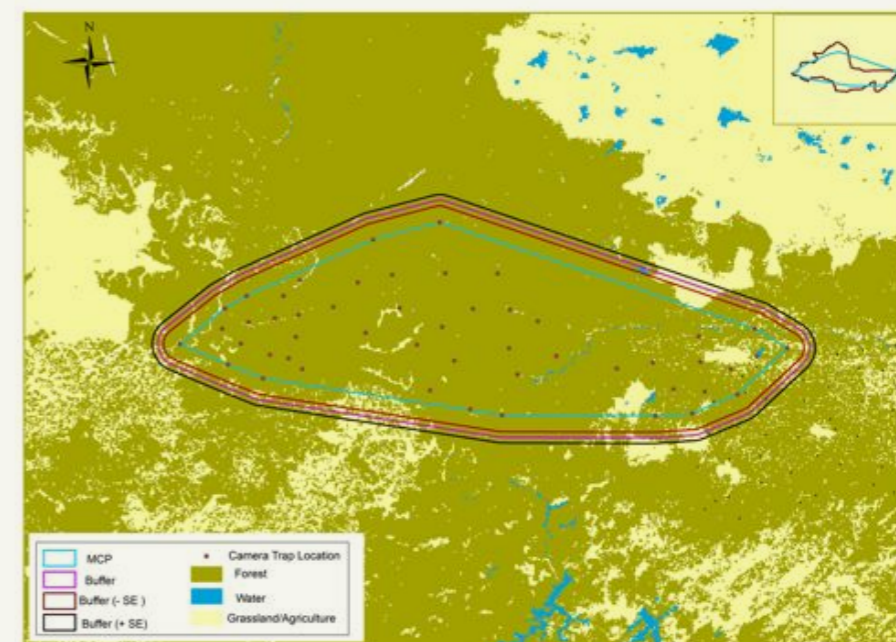 N
MCP
Buffer
Buffer (- SE )
Buffer (+ SE)
Camera Trap Location
Forest
Water
Grassland/Agriculture